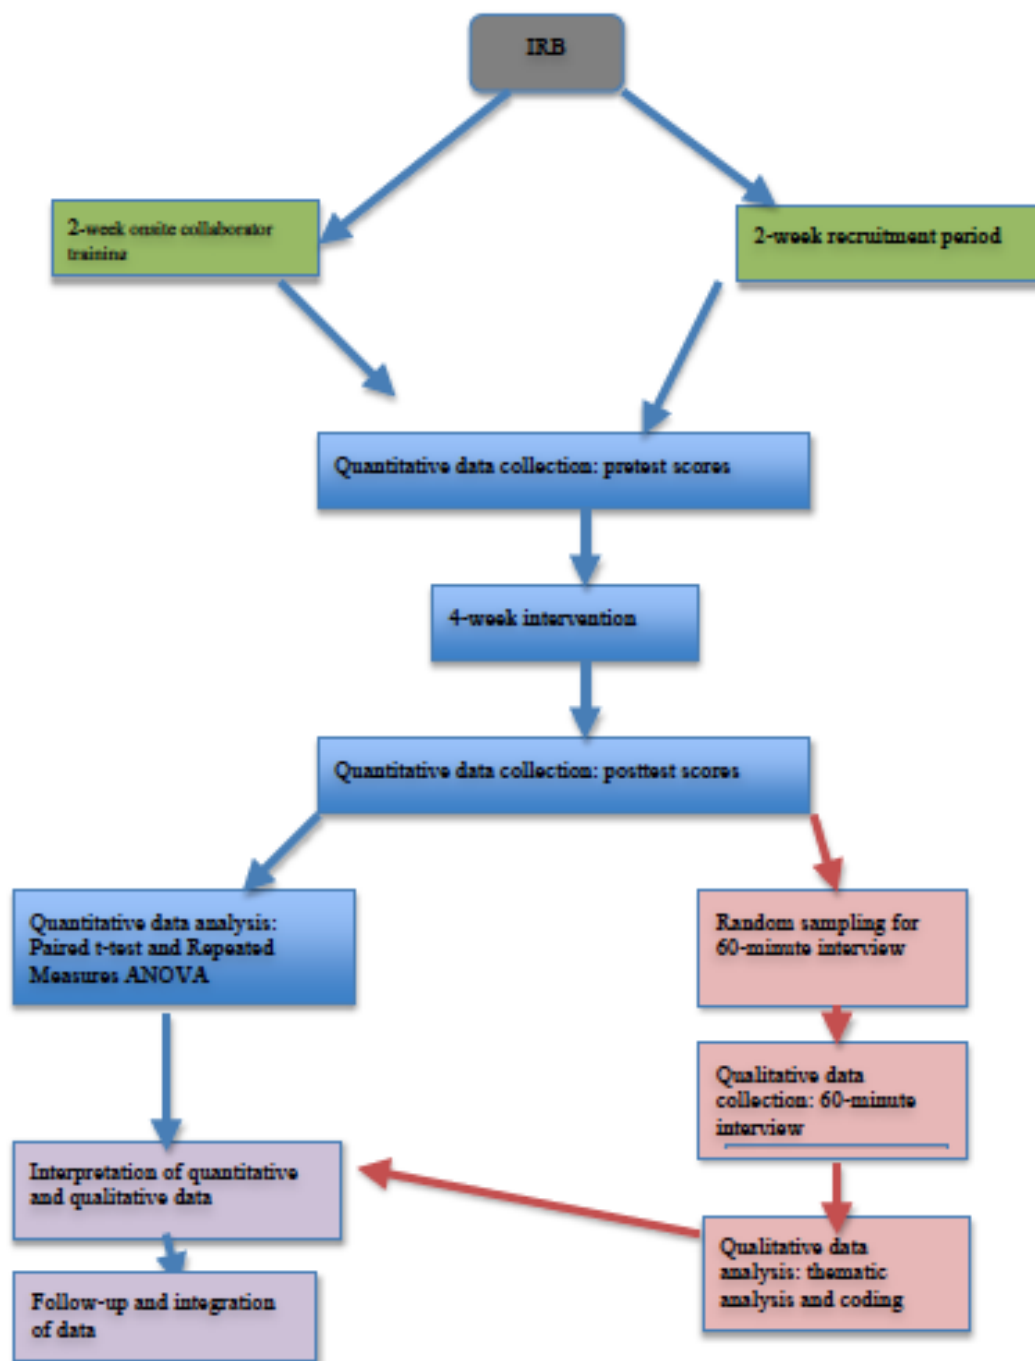 IRB
2-week onsite collaborator
training
2-week recruitment period
Quantitative data collection: pretest scores
4-week intervention
Quantitative data collection: posttest scores
Quantitative data analysis:
Paired t-test and Repeated
Measures ANOVA
Random sampling for
60-minute interview
Qualitative data
collection: 60-minute
interview
Interpretation of quantitative
and qualitative data
Qualitative data
analysis: thematic
analysis and coding
Follow-up and integration
of data